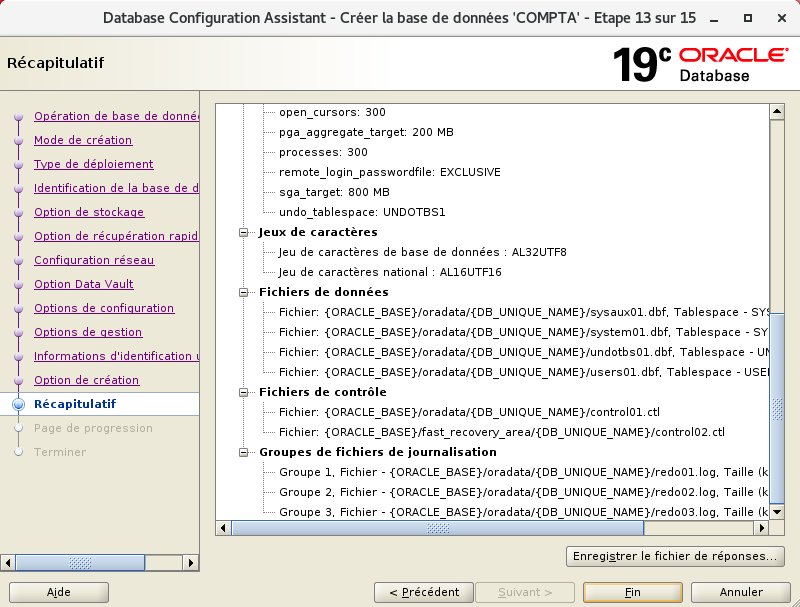 Database Configuration Assistant - Créer la base de données 'COMPTA' - Etape 13 sur 15
Récapitulatif
19c ORACLE Database
Opération de base de donné
Mode de création
Type de déploiement
Identification de la base de d
Option de stockage
Option de récupération rapid
Configuration réseau
Option Data Vault
Options de configuration
Options de gestion
Informations d'identification u
Option de création
Récapitulatif
Page de progression
Terminer
open_cursors: 300
pga_aggregate_target: 200 MB
processes: 300
remote_login_passwordfile: EXCLUSIVE
sga_target: 800 MB
undo_tablespace: UNDOTBS1
Jeux de caractères
Jeu de caractères de base de données : AL32UTF8
Jeu de caractères national : AL16UTF16
Fichiers de données
Fichier: {ORACLE_BASE}/oradata/{DB_UNIQUE_NAME}/sysaux01.dbf, Tablespace - SYS
Fichier: {ORACLE_BASE}/oradata/{DB_UNIQUE_NAME}/system01.dbf, Tablespace - SY
Fichier: {ORACLE_BASE}/oradata/{DB_UNIQUE_NAME}/undotbs01.dbf, Tablespace - UN
Fichier: {ORACLE_BASE}/oradata/{DB_UNIQUE_NAME}/users01.dbf, Tablespace - USE
Fichiers de contrôle
Fichier: {ORACLE_BASE}/oradata/{DB_UNIQUE_NAME}/control01.ctl
Fichier: {ORACLE_BASE}/fast_recovery_area/{DB_UNIQUE_NAME}/control02.ctl
Groupes de fichiers de journalisation
Groupe 1, Fichier - {ORACLE_BASE}/oradata/{DB_UNIQUE_NAME}/redo01.log, Taille (k
Groupe 2, Fichier - {ORACLE_BASE}/oradata/{DB_UNIQUE_NAME}/redo02.log, Taille (k
Groupe 3, Fichier - {ORACLE_BASE}/oradata/{DB_UNIQUE_NAME}/redo03.log, Taille (k
Enregistrer le fichier de réponses...
Aide
< Précédent
Suivant >
Fin
Annuler